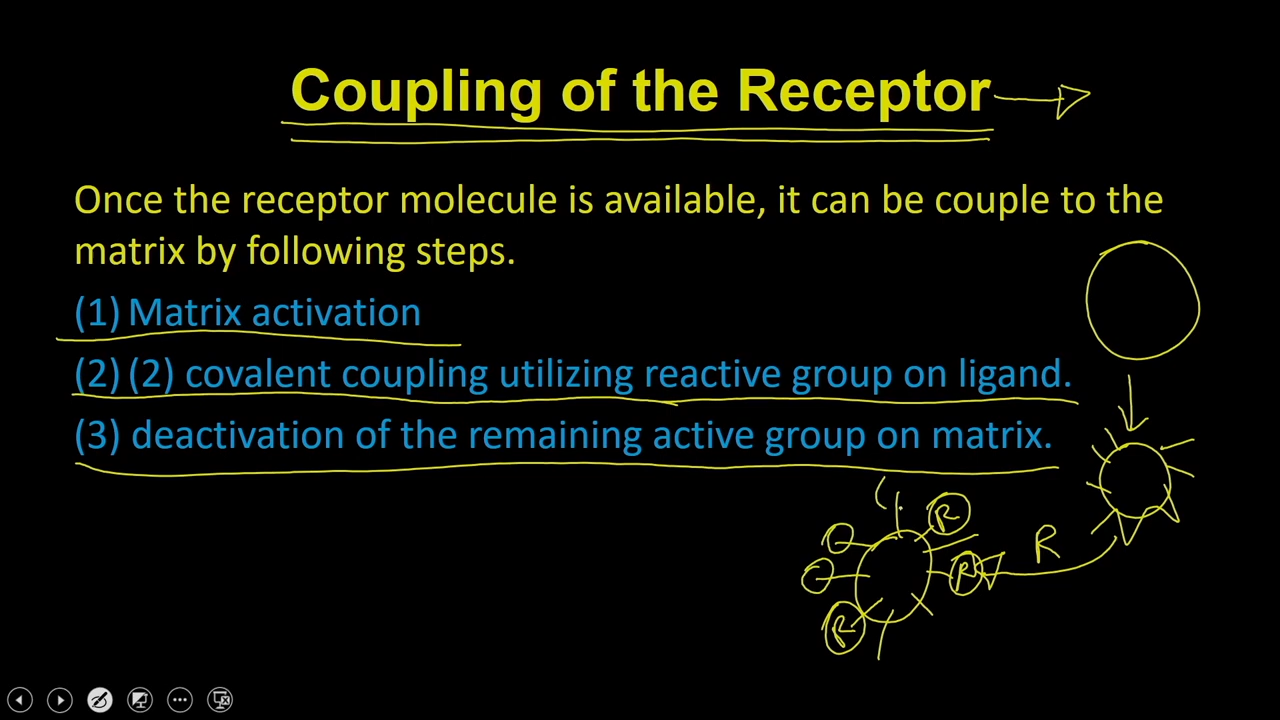 Coupling of the Receptor
Once the receptor molecule is available, it can be couple to the
matrix by following steps.
(1) Matrix activation
(2) (2) covalent coupling utilizing reactive group on ligand.
(3) deactivation of the remaining active group on matrix.
R
R
R
R